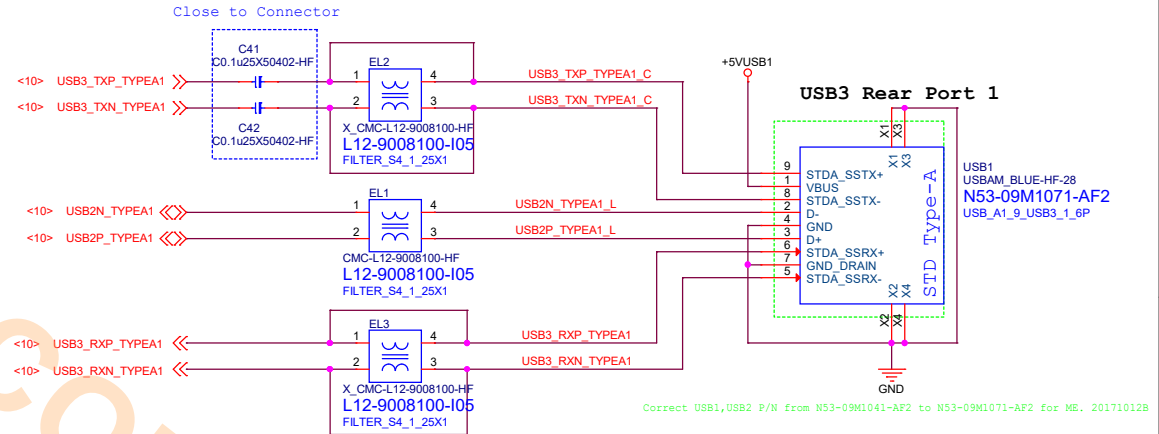 Close to Connector
C41
C0.1u25X50402-HF
<10> USB3_TXP_TYPEA1
<10> USB3_TXN_TYPEA1
C42
C0.1u25X50402-HF
EL2
1 4
2 3
X_CMC-L12-9008100-HF
L12-9008100-I05
FILTER_S4_1_25X1
USB3_TXP_TYPEA1_C
USB3_TXN_TYPEA1_C
<10> USB2N_TYPEA1
<10> USB2P_TYPEA1
EL1
1 4
2 3
CMC-L12-9008100-HF
L12-9008100-I05
FILTER_S4_1_25X1
USB2N_TYPEA1_L
USB2P_TYPEA1_L
<10> USB3_RXP_TYPEA1
<10> USB3_RXN_TYPEA1
EL3
1 4
2 3
X_CMC-L12-9008100-HF
L12-9008100-I05
FILTER_S4_1_25X1
USB3_RXP_TYPEA1
USB3_RXN_TYPEA1
+5VUSB1
USB3 Rear Port 1
X1 X3
X1 X3
9 STDA_SSTX+
1 VBUS
8 STDA_SSTX-
2 D-
4 GND
3 D+
6 STDA_SSRX+
7 GND_DRAIN
5 STDA_SSRX-
STD Type-A
X2 X4
X2 X4
USB1
USBAM_BLUE-HF-28
N53-09M1071-AF2
USB_A1_9_USB3_1_6P
GND
Correct USB1,USB2 P/N from N53-09M1041-AF2 to N53-09M1071-AF2 for ME. 20171012B